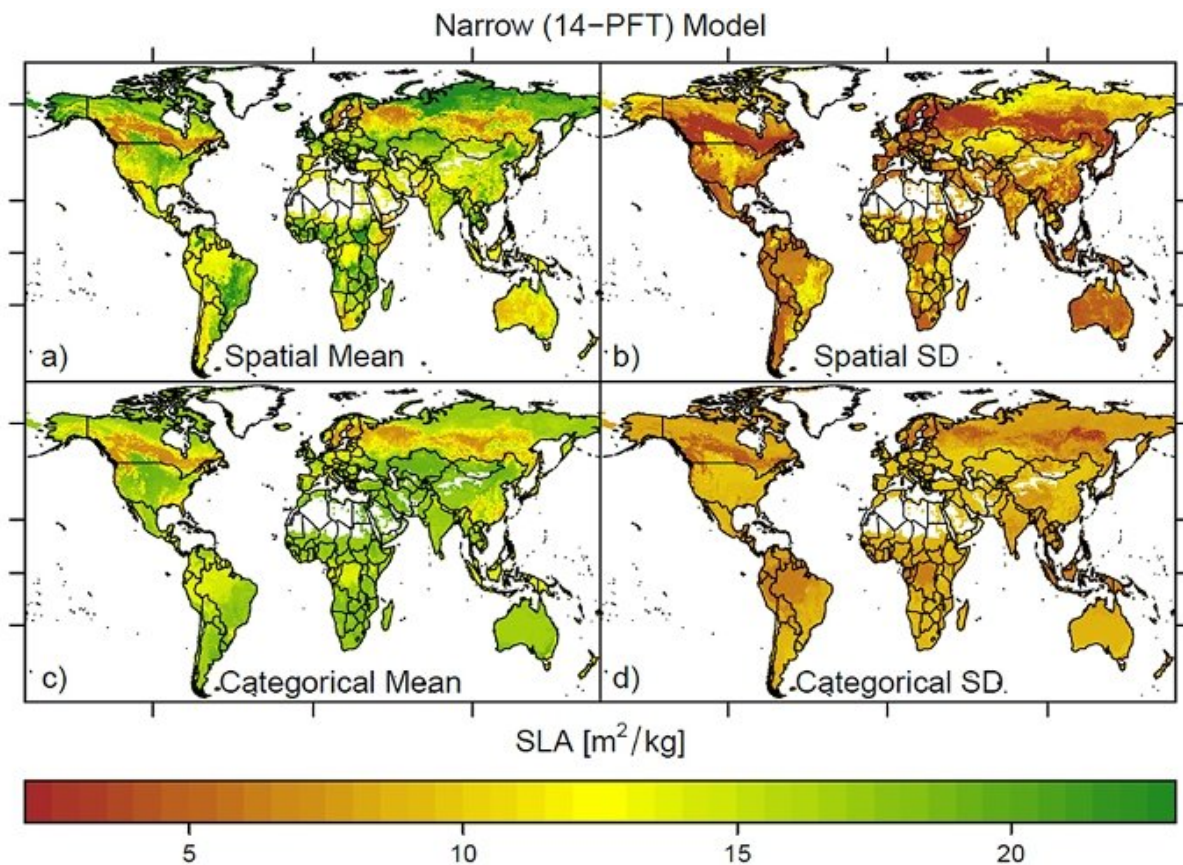 Narrow (14−PFT) Model
a) Spatial Mean
b) Spatial SD
c) Categorical Mean
d) Categorical SD
SLA [m²/kg]
5 10 15 20